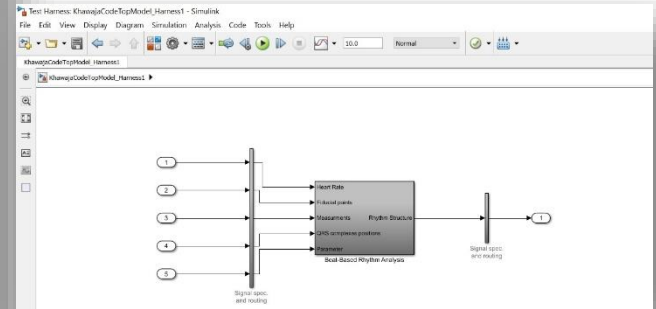 Test Harness: KhawajaCodeTopModel_Harness1 - Simulink
File Edit View Display Diagram Simulation Analysis Code Tools Help
10.0 Normal
KhawajaCodeTopModel_Harness1
KhawajaCodeTopModel_Harness1
1
2
3
4
5
Heart Rate
Fiducial points
Measurments Rhythm Structure
QRS complexes positions
Parameter
Beat-Based Rhythm Analysis
1
Signal spec.
and routing
Signal spec.
and routing